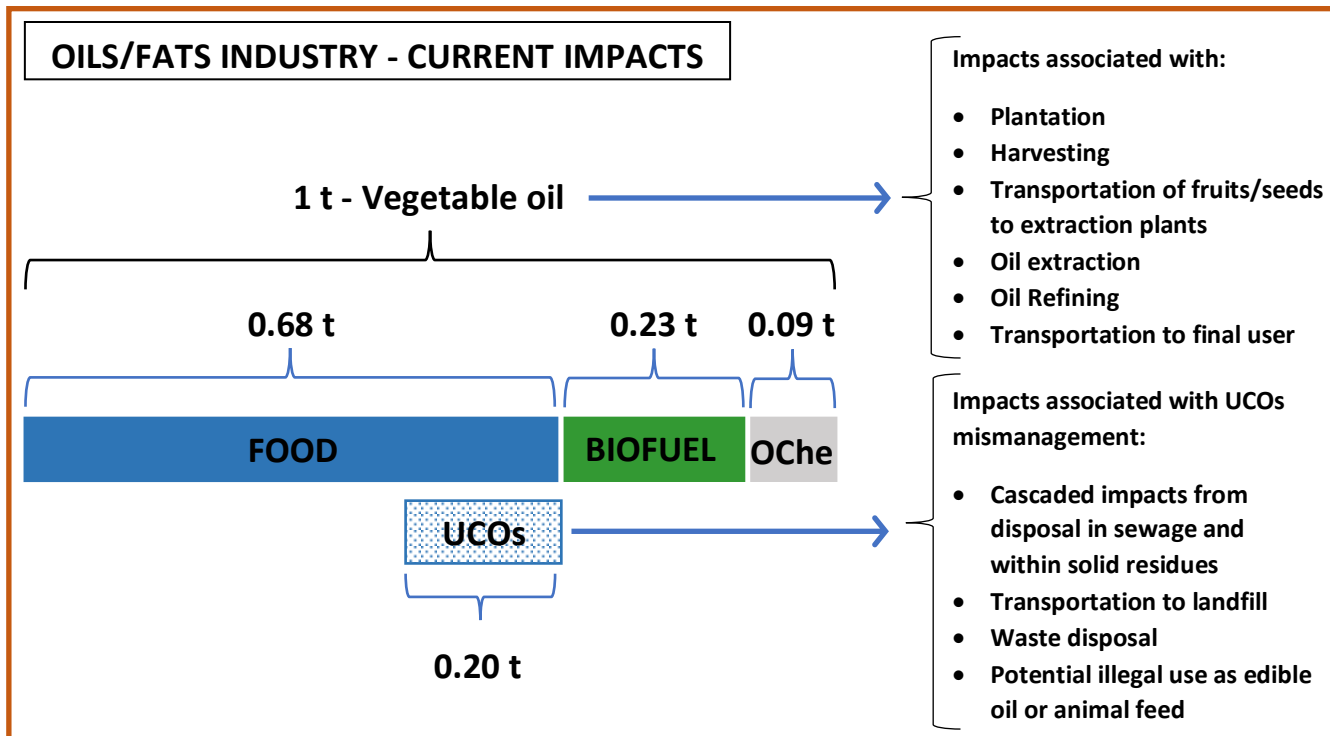 OILS/FATS INDUSTRY - CURRENT IMPACTS
1 t - Vegetable oil
0.68 t
0.23 t
0.09 t
FOOD
BIOFUEL
OChe
UCOs
0.20 t
Impacts associated with:
• Plantation
• Harvesting
• Transportation of fruits/seeds
to extraction plants
• Oil extraction
• Oil Refining
• Transportation to final user
Impacts associated with UCOs
mismanagement:
• Cascaded impacts from
disposal in sewage and
within solid residues
• Transportation to landfill
• Waste disposal
• Potential illegal use as edible
oil or animal feed